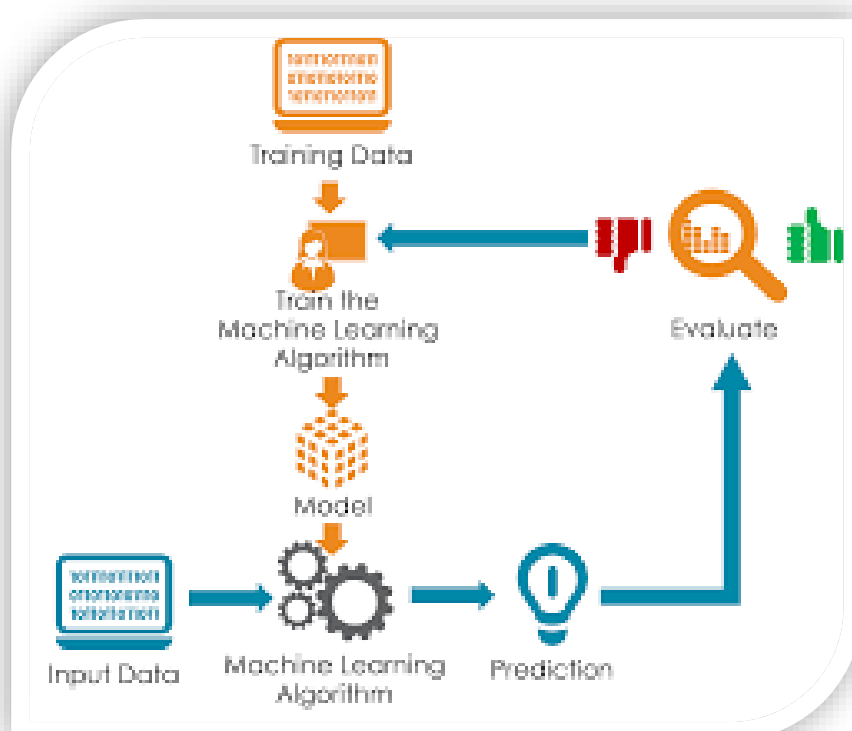 Training Data
Train the
Machine Learning
Algorithm
Evaluate
Model
Input Data
Machine Learning
Algorithm
Prediction